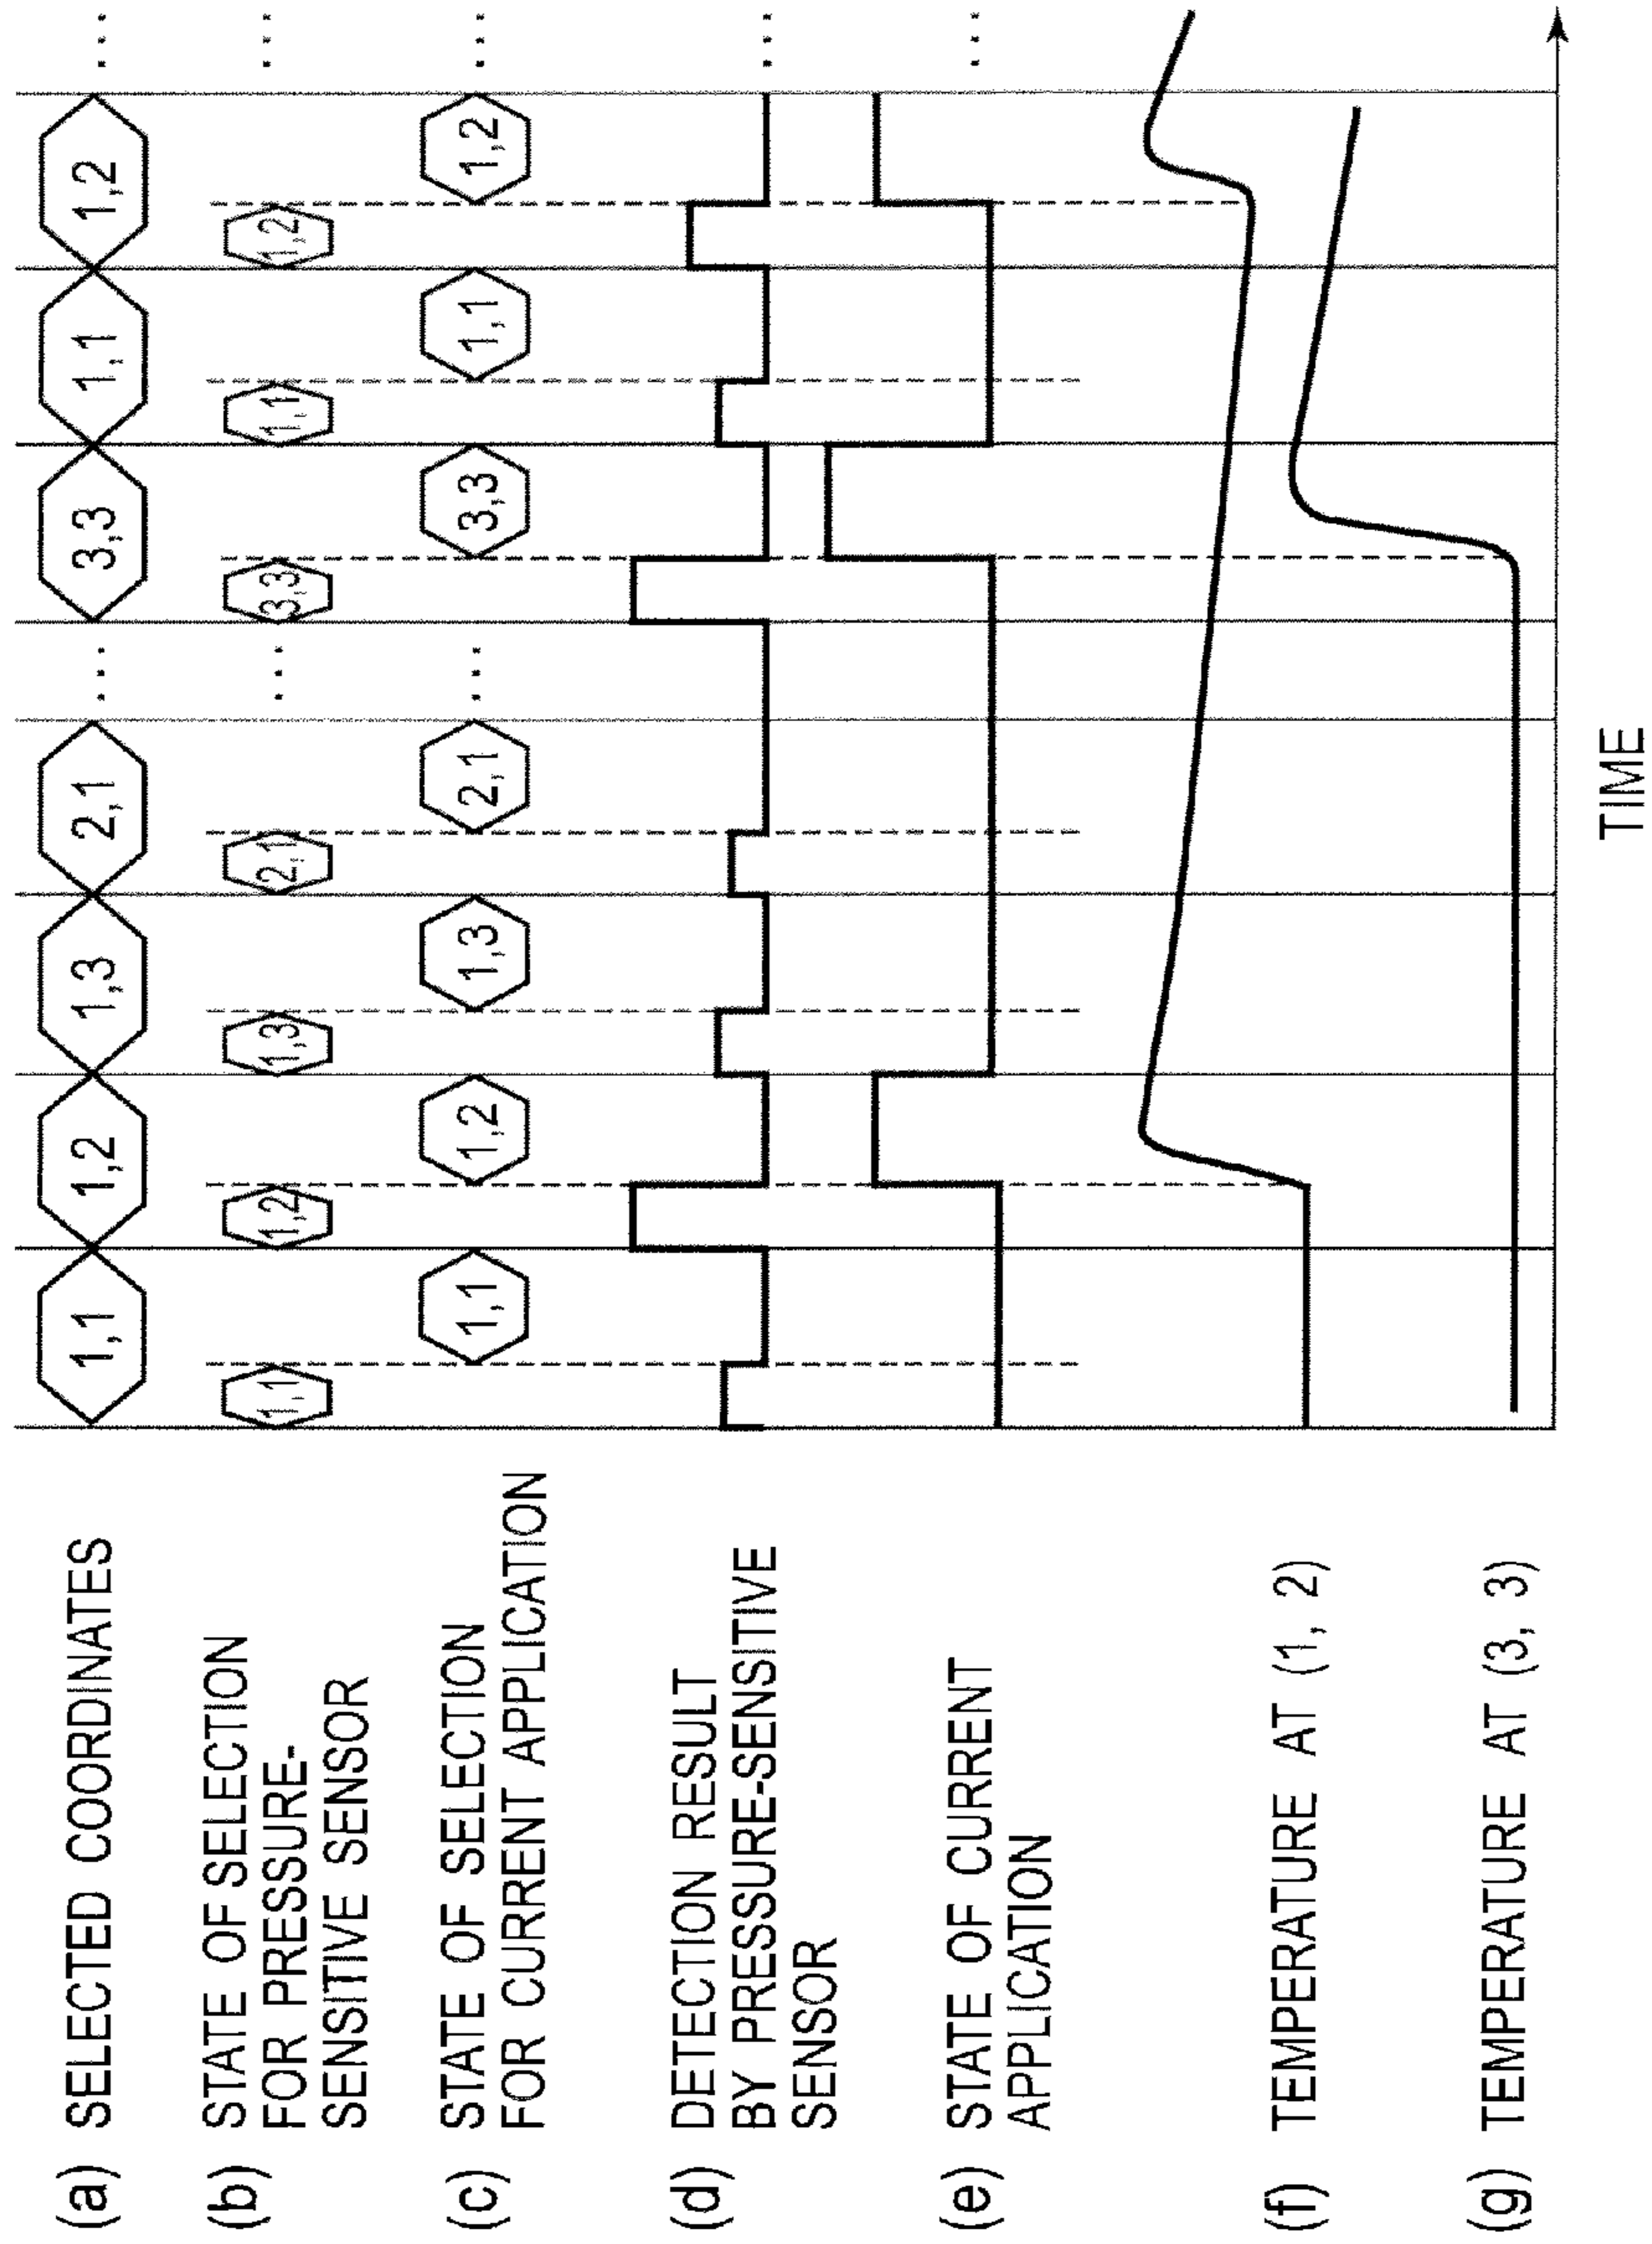 (a) SELECTED COORDINATES
1,1
1,2
1,3
2,1
...
3,3
1,1
1,2
...
(b) STATE OF SELECTION
FOR PRESSURE-
SENSITIVE SENSOR
1,1
1,2
1,3
2,1
...
3,3
1,1
1,2
...
(c) STATE OF SELECTION
FOR CURRENT APPLICATION
1,1
1,2
1,3
2,1
...
3,3
1,1
1,2
...
(d) DETECTION RESULT
BY PRESSURE-SENSITIVE
SENSOR
...
(e) STATE OF CURRENT
APPLICATION
...
(f) TEMPERATURE AT (1, 2)
(g) TEMPERATURE AT (3, 3)
TIME